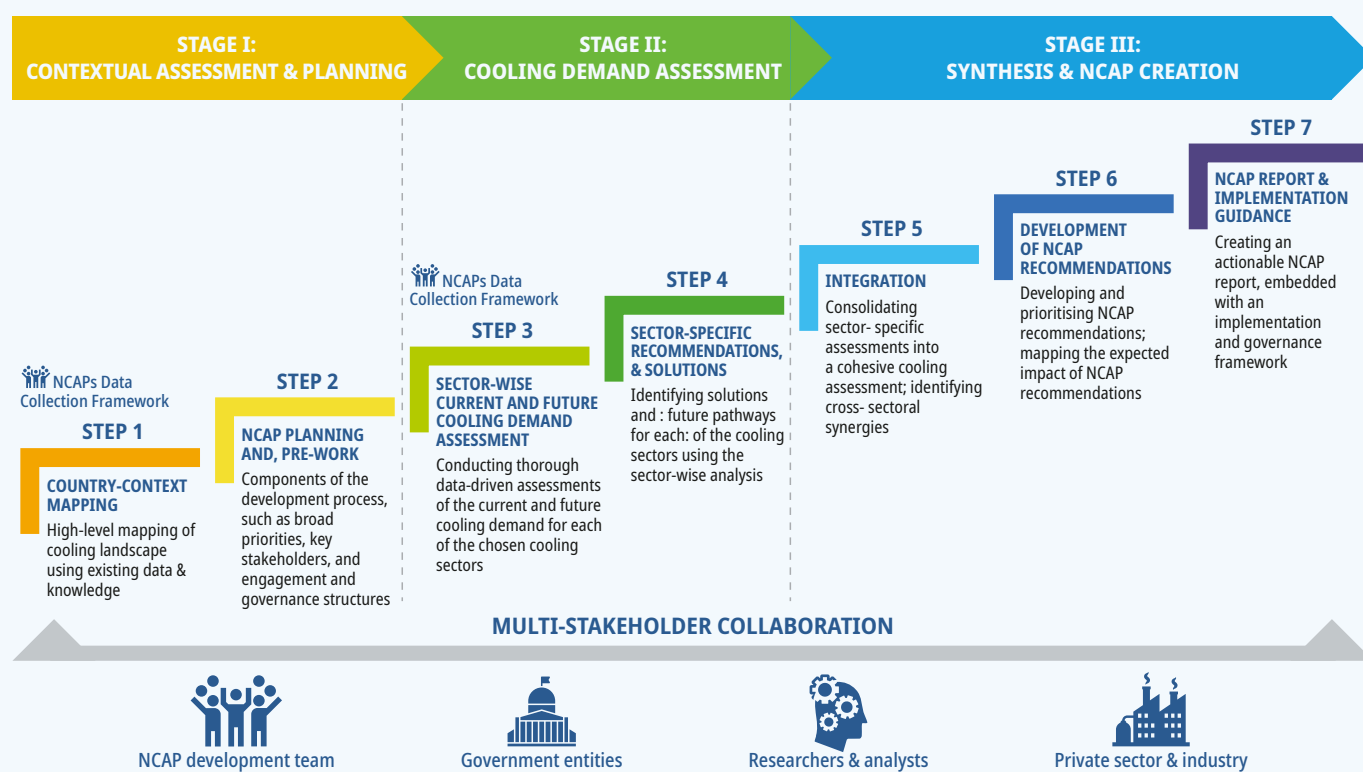 STAGE I:
CONTEXTUAL ASSESSMENT & PLANNING
STAGE II:
COOLING DEMAND ASSESSMENT
STAGE III:
SYNTHESIS & NCAP CREATION
NCAPs Data
Collection Framework
STEP 1
COUNTRY-CONTEXT
MAPPING
High-level mapping of
cooling landscape
using existing data &
knowledge
STEP 2
NCAP PLANNING
AND, PRE-WORK
Components of the
development process,
such as broad
priorities, key
stakeholders, and
engagement and
governance structures
NCAPs Data
Collection Framework
STEP 3
SECTOR-WISE
CURRENT AND FUTURE
COOLING DEMAND
ASSESSMENT
Conducting thorough
data-driven assessments
of the current and future
cooling demand for each
of the chosen cooling
sectors
STEP 4
SECTOR-SPECIFIC
RECOMMENDATIONS,
& SOLUTIONS
Identifying solutions
and : future pathways
for each: of the cooling
sectors using the
sector-wise analysis
STEP 5
INTEGRATION
Consolidating
sector- specific
assessments into
a cohesive cooling
assessment; identifying
cross- sectoral
synergies
STEP 6
DEVELOPMENT
OF NCAP
RECOMMENDATIONS
Developing and
prioritising NCAP
recommendations;
mapping the expected
impact of NCAP
recommendations
STEP 7
NCAP REPORT &
IMPLEMENTATION
GUIDANCE
Creating an
actionable NCAP
report, embedded
with an
implementation
and governance
framework
MULTI-STAKEHOLDER COLLABORATION
NCAP development team
Government entities
Researchers & analysts
Private sector & industry